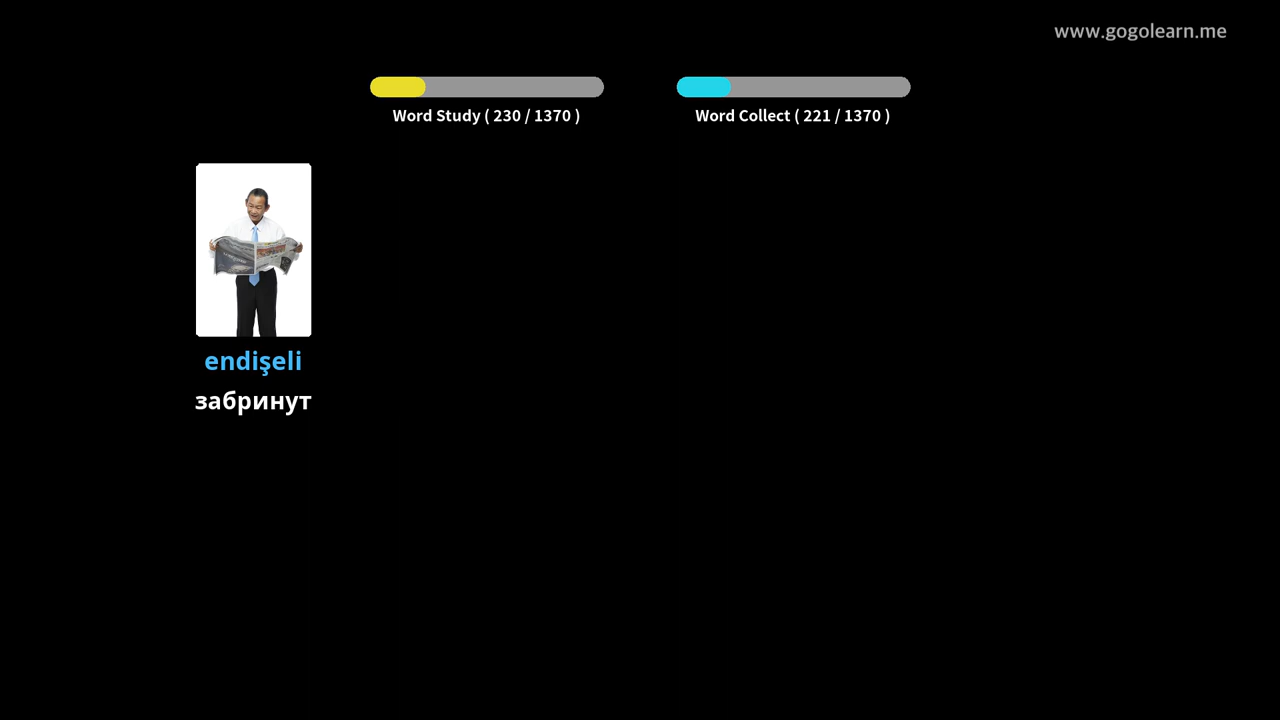 www.gogolearn.me
Word Study ( 230 / 1370 )
Word Collect ( 221 / 1370 )
endişeli
забринут